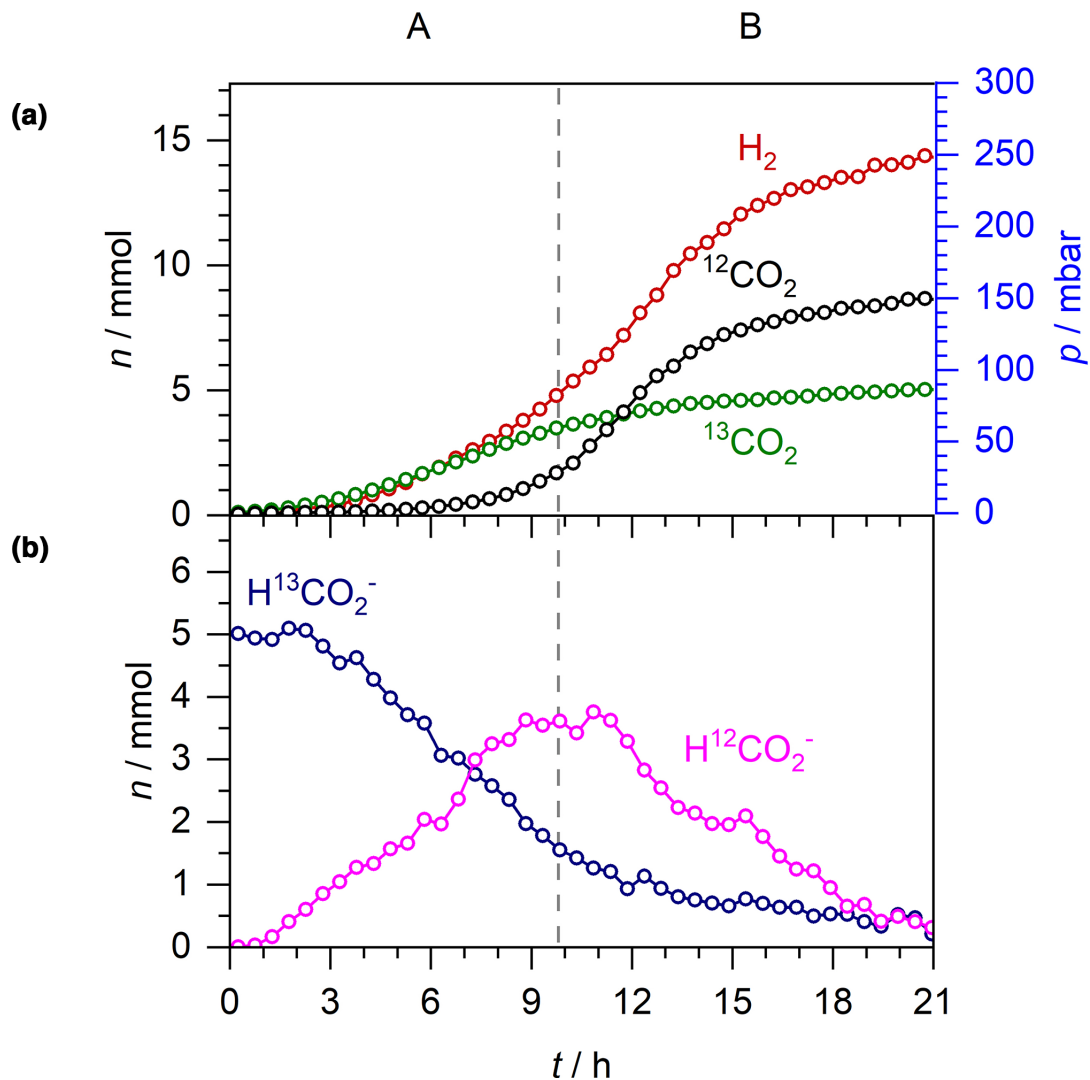 A B
(a)
n / mmol
15
10
5
0
H₂
¹²CO₂
¹³CO₂
300
250
200
150
100
50
0
p / mbar
(b)
n / mmol
6
5
4
3
2
1
0
H¹³CO₂⁻
H¹²CO₂⁻
0 3 6 9 12 15 18 21
t / h